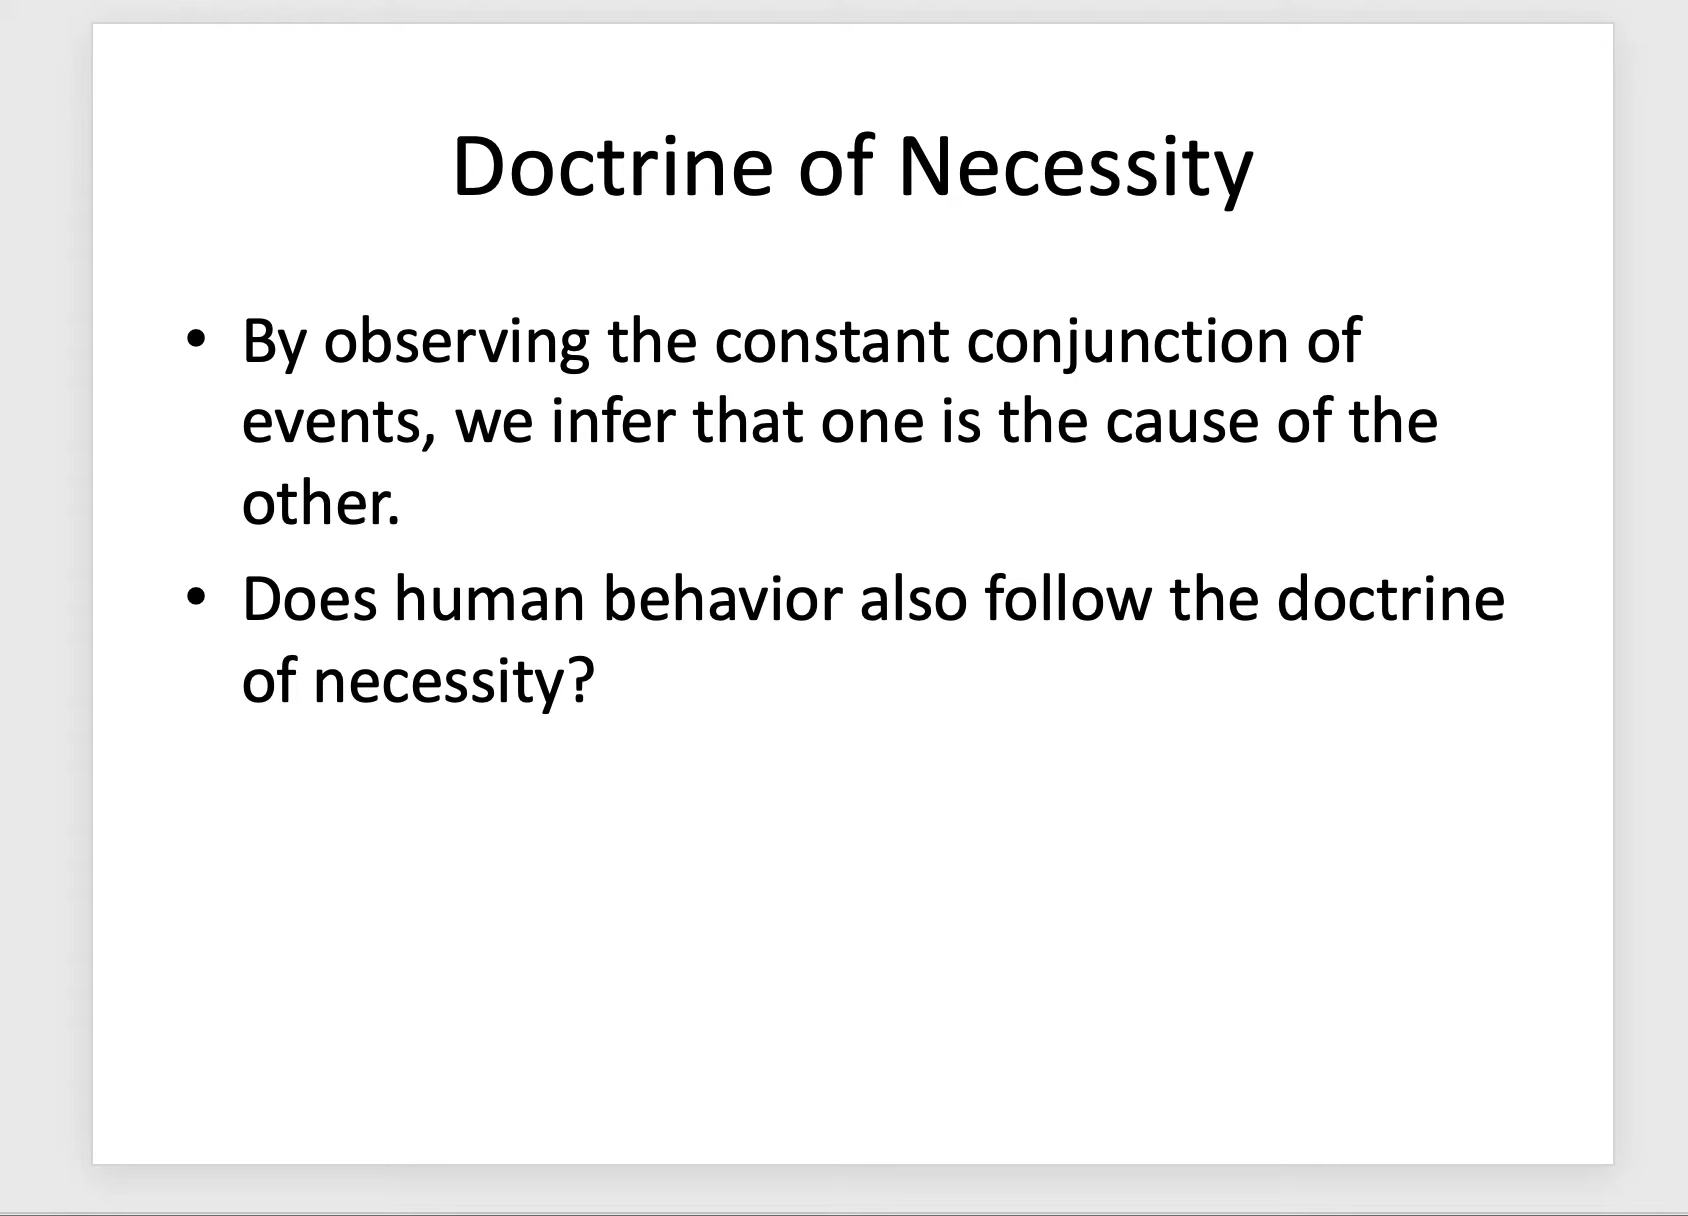 Doctrine of Necessity
• By observing the constant conjunction of
events, we infer that one is the cause of the
other.
• Does human behavior also follow the doctrine
of necessity?